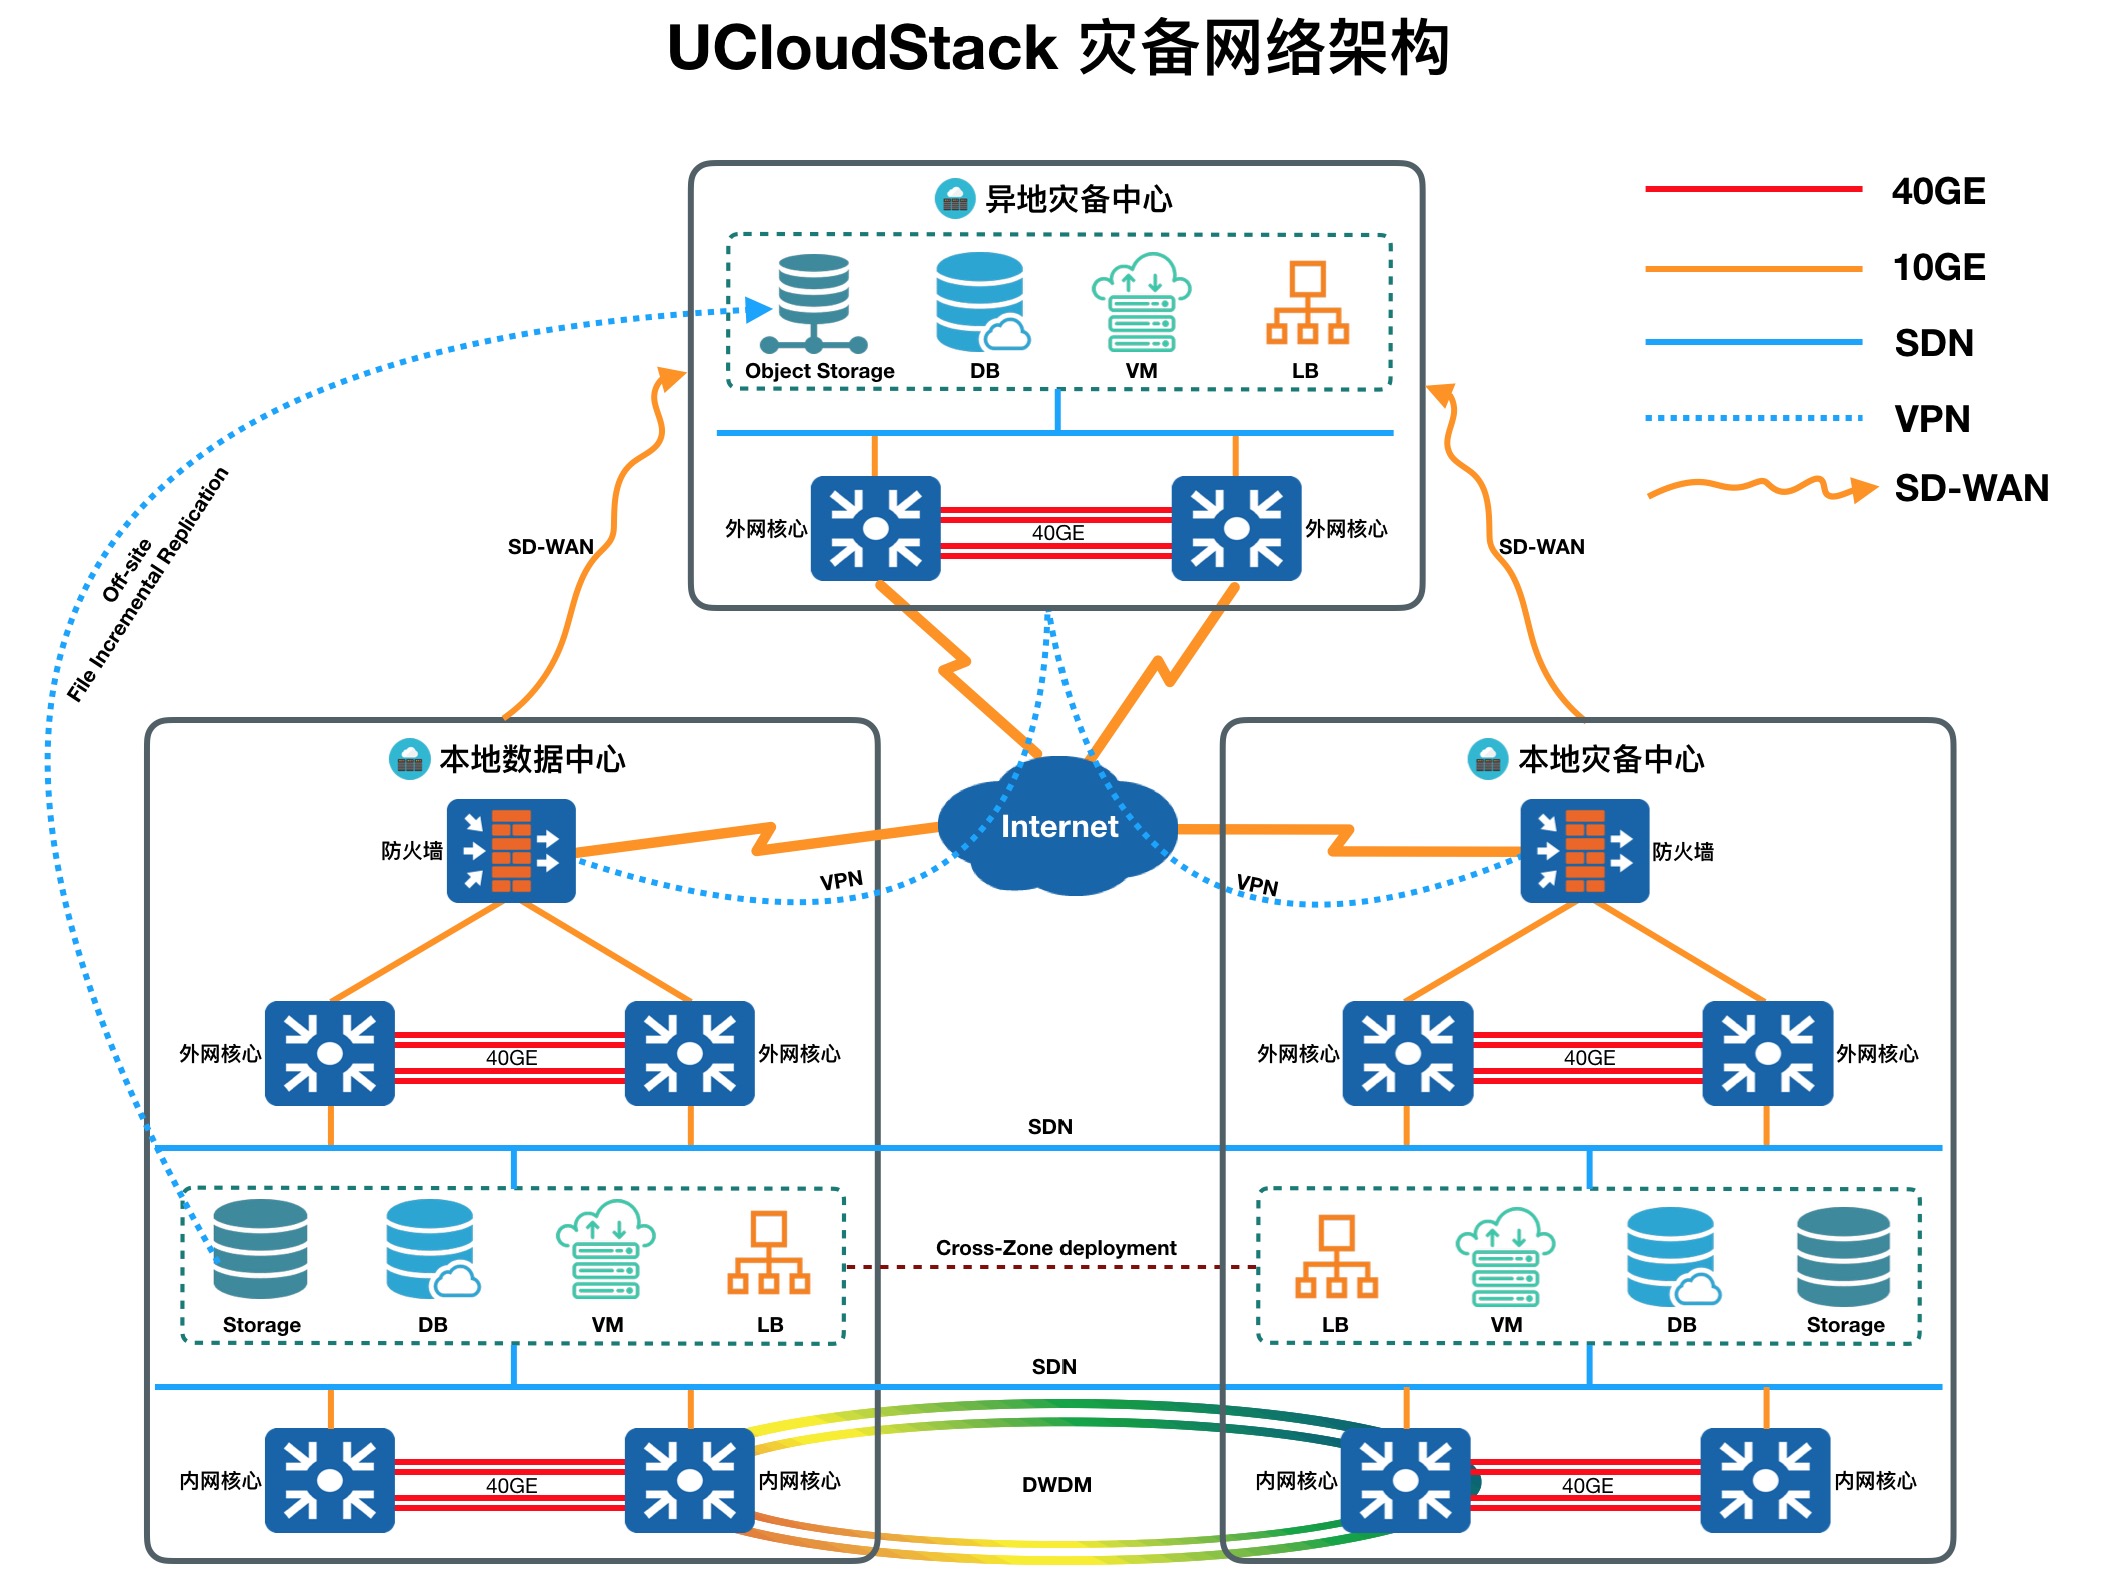 UCloudStack 灾备网络架构
异地灾备中心
Object Storage
DB
VM
LB
外网核心
40GE
外网核心
40GE
10GE
SDN
VPN
SD-WAN
SD-WAN
SD-WAN
Off-site
File Incremental Replication
本地数据中心
防火墙
VPN
Internet
VPN
本地灾备中心
防火墙
外网核心
40GE
外网核心
外网核心
40GE
外网核心
SDN
Storage
DB
VM
LB
Cross-Zone deployment
LB
VM
DB
Storage
SDN
内网核心
40GE
内网核心
DWDM
内网核心
40GE
内网核心